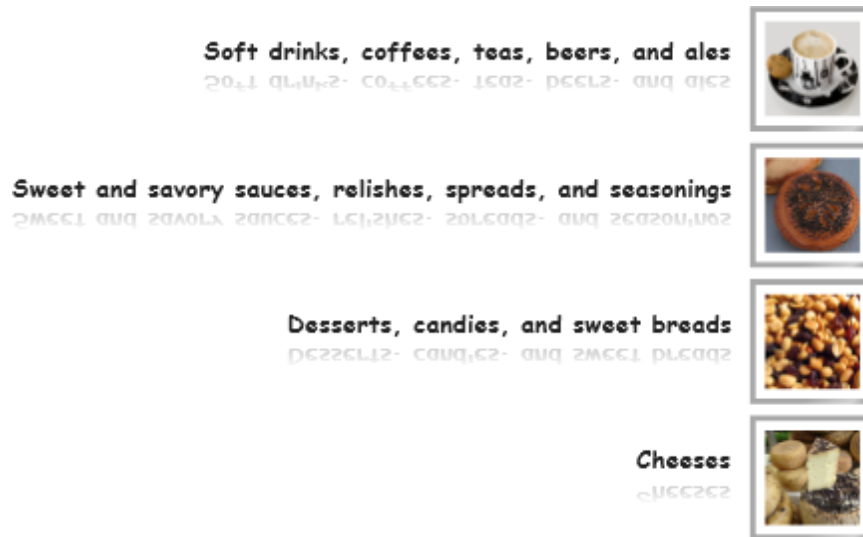 Soft drinks, coffees, teas, beers, and ales
Sweet and savory sauces, relishes, spreads, and seasonings
Desserts, candies, and sweet breads
Cheeses